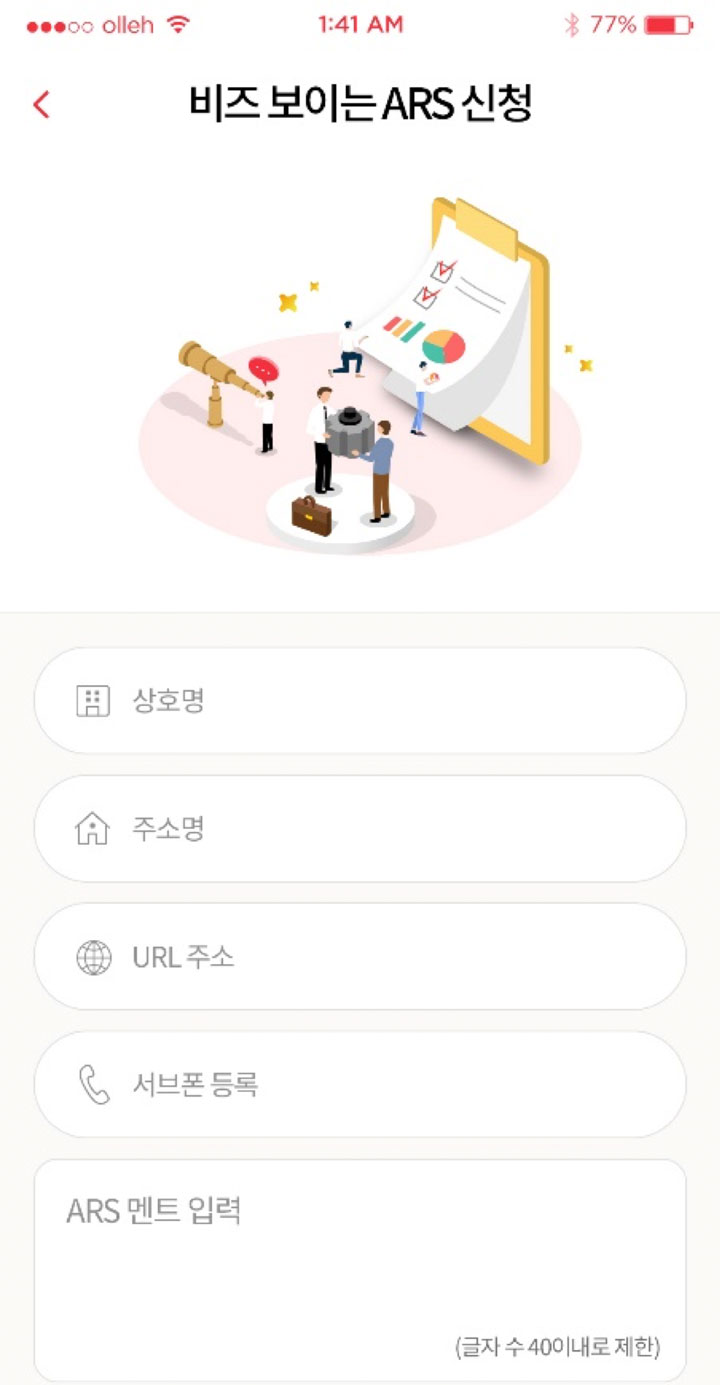 olleh 1:41 AM 77%
비즈 보이는 ARS 신청
상호명
주소명
URL 주소
서브폰 등록
ARS 멘트 입력
(글자 수 40이내로 제한)